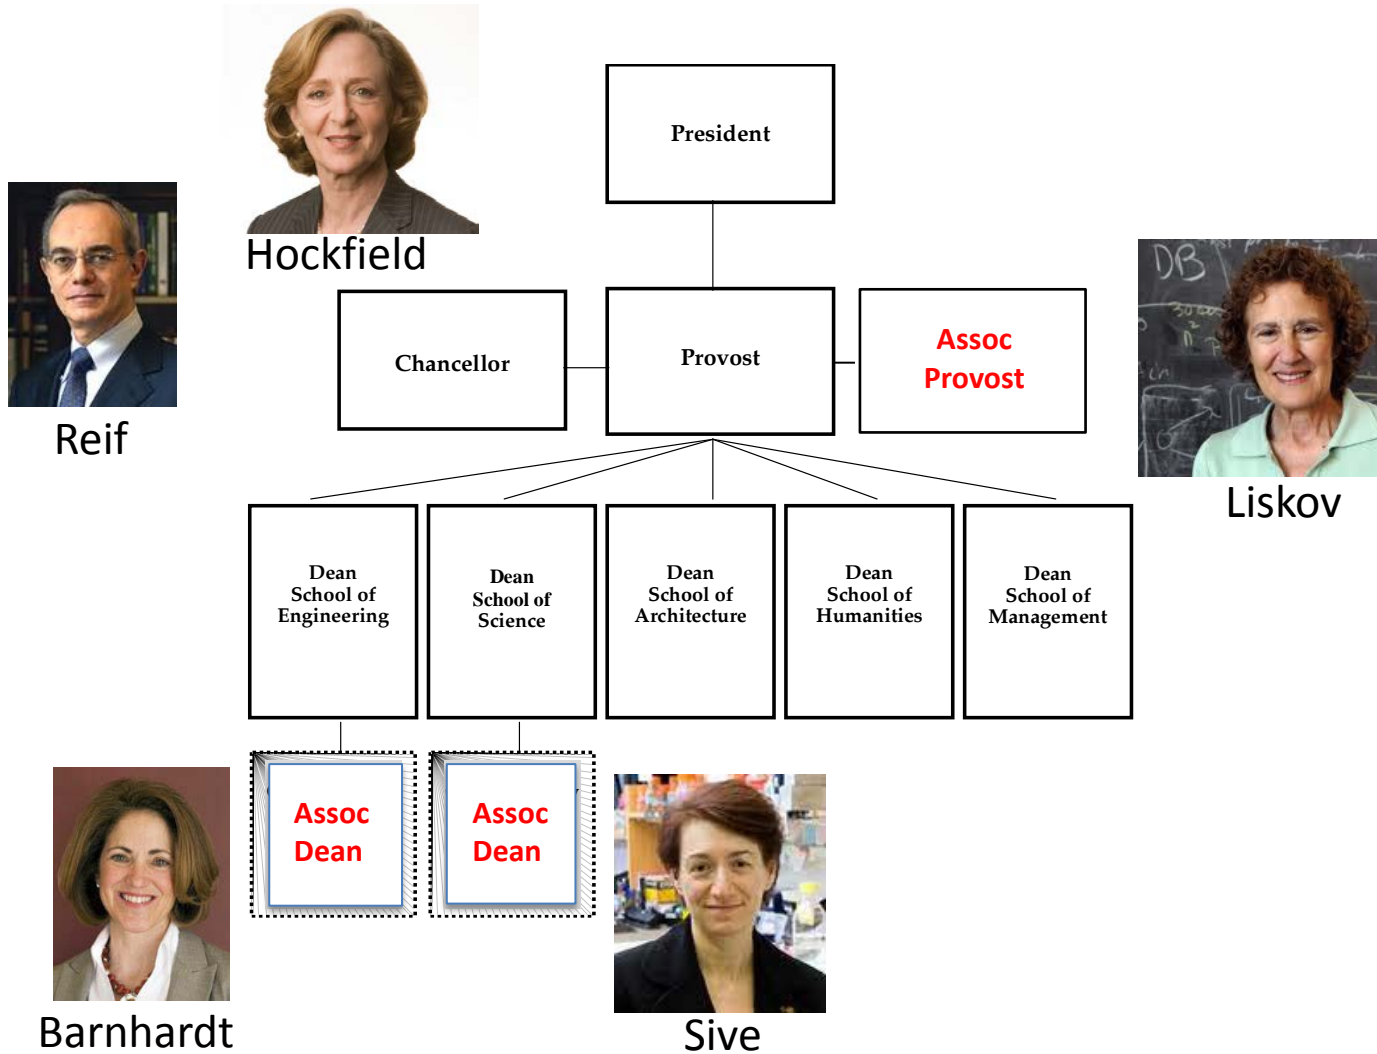 President
Hockfield
Reif
Chancellor
Provost
Assoc
Provost
DB
Liskov
Dean
School of
Engineering
Dean
School of
Science
Dean
School of
Architecture
Dean
School of
Humanities
Dean
School of
Management
Assoc
Dean
Assoc
Dean
Barnhardt
Sive